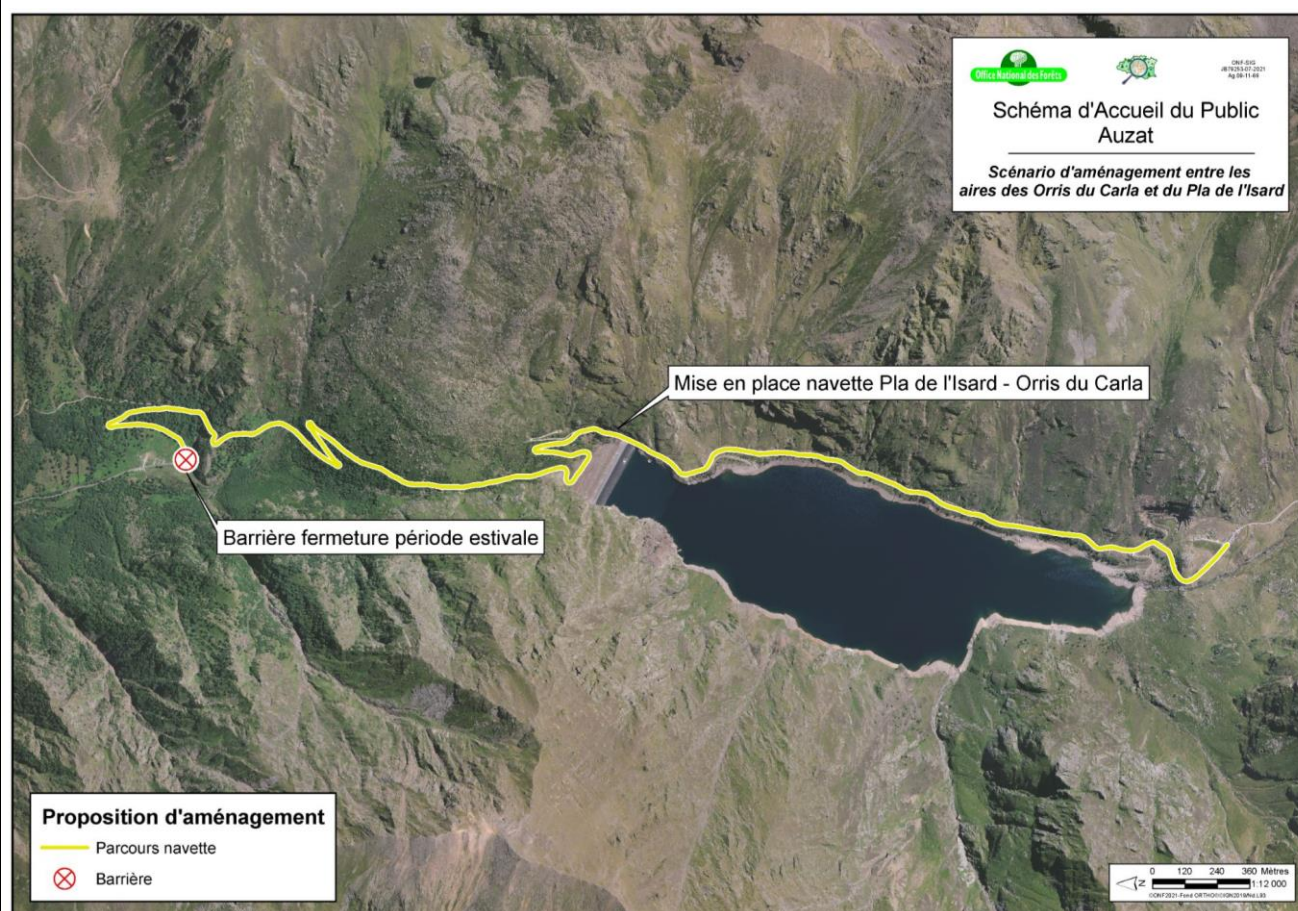 Office National des Forêts
ONF-SIG
Schéma d'Accueil du Public
Auzat
Scénario d'aménagement entre les
aires des Orris du Carla et du Pla de l'Isard
Mise en place navette Pla de l'Isard - Orris du Carla
Barrière fermeture période estivale
Proposition d'aménagement
Parcours navette
Barrière
N
0 120 240 360 Mètres
1:12 000